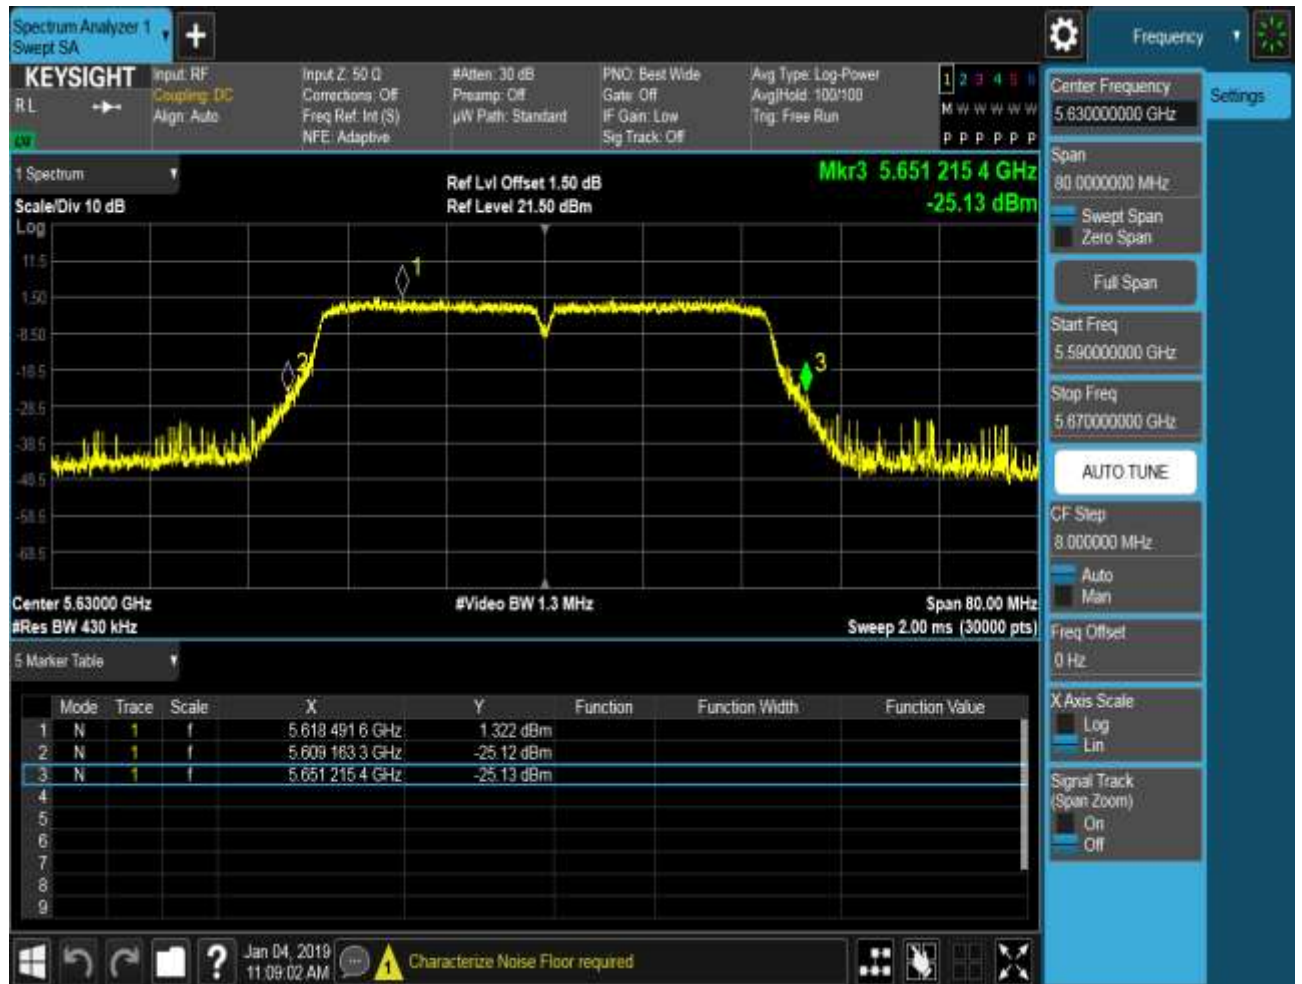 Spectrum Analyzer 1
Swept SA
+
Frequency
KEYSIGHT
RL
Input: RF
Coupling: DC
Align: Auto
Input Z: 50 Ω
Corrections: Off
Freq Ref: Int (S)
NFE: Adaptive
#Atten: 30 dB
Preamp: Off
µW Path: Standard
PNO: Best Wide
Gate: Off
IF Gain: Low
Sig Track: Off
Avg Type: Log-Power
Avg|Hold: 100/100
Trig: Free Run
1 2 3 4 5 6
M W W W W W
P P P P P P
1 Spectrum
Scale/Div 10 dB
Ref Lvl Offset 1.50 dB
Ref Level 21.50 dBm
Mkr3 5.651 215 4 GHz
-25.13 dBm
Log
11.5
1.50
-8.50
-18.5
-28.5
-38.5
-48.5
-58.5
-68.5
1
2
3
Center 5.63000 GHz
#Res BW 430 kHz
#Video BW 1.3 MHz
Span 80.00 MHz
Sweep 2.00 ms (30000 pts)
5 Marker Table
Mode Trace Scale X Y Function Function Width Function Value
1 N 1 f 5.618 491 6 GHz 1.322 dBm
2 N 1 f 5.609 163 3 GHz -25.12 dBm
3 N 1 f 5.651 215 4 GHz -25.13 dBm
4
5
6
7
8
9
Center Frequency
5.630000000 GHz
Settings
Span
80.0000000 MHz
Swept Span
Zero Span
Full Span
Start Freq
5.590000000 GHz
Stop Freq
5.670000000 GHz
AUTO TUNE
CF Step
8.000000 MHz
Auto
Man
Freq Offset
0 Hz
X Axis Scale
Log
Lin
Signal Track
(Span Zoom)
On
Off
?
Jan 04, 2019
11:09:02 AM
1
Characterize Noise Floor required